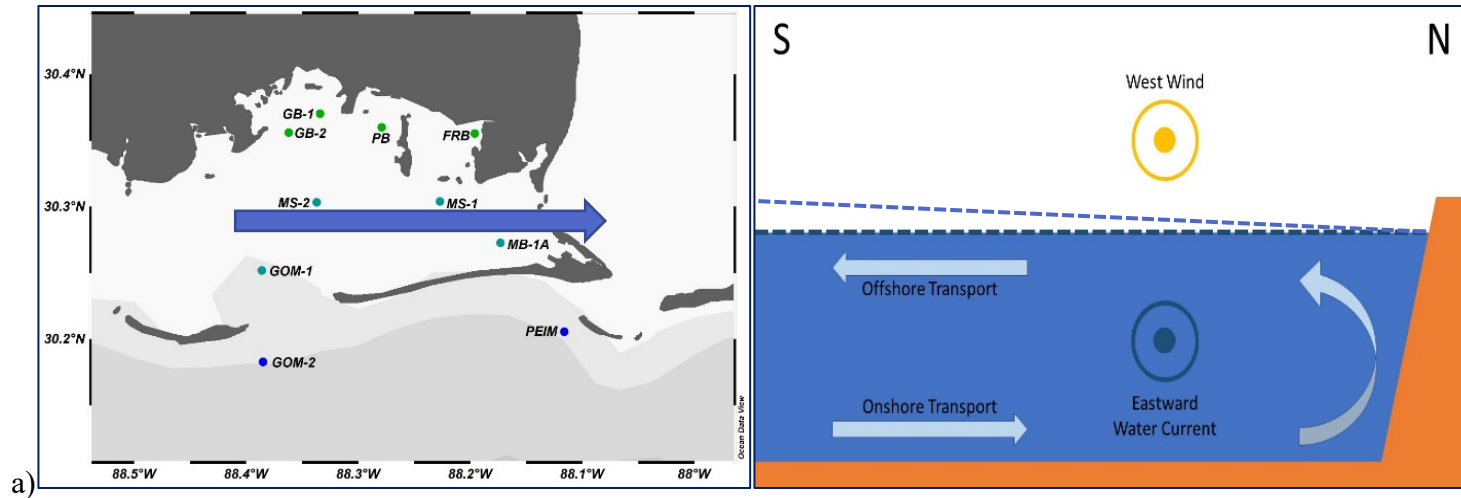 30.4°N
30.3°N
30.2°N
GB-1
GB-2
PB
FRB
MS-2
MS-1
MB-1A
GOM-1
PEIM
GOM-2
88.5°W
88.4°W
88.3°W
88.2°W
88.1°W
88°W
Ocean Data View
a)
S
N
West Wind
Offshore Transport
Onshore Transport
Eastward
Water Current